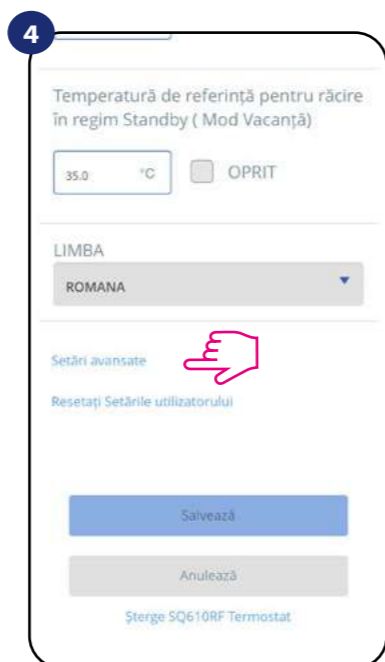 4
Temperatură de referință pentru răcire
în regim Standby ( Mod Vacanță)
35.0 °C OPRIT
LIMBA
ROMANA
Setări avansate
Resetați Setările utilizatorului
Salvează
Anulează
Șterge SQ610RF Termostat